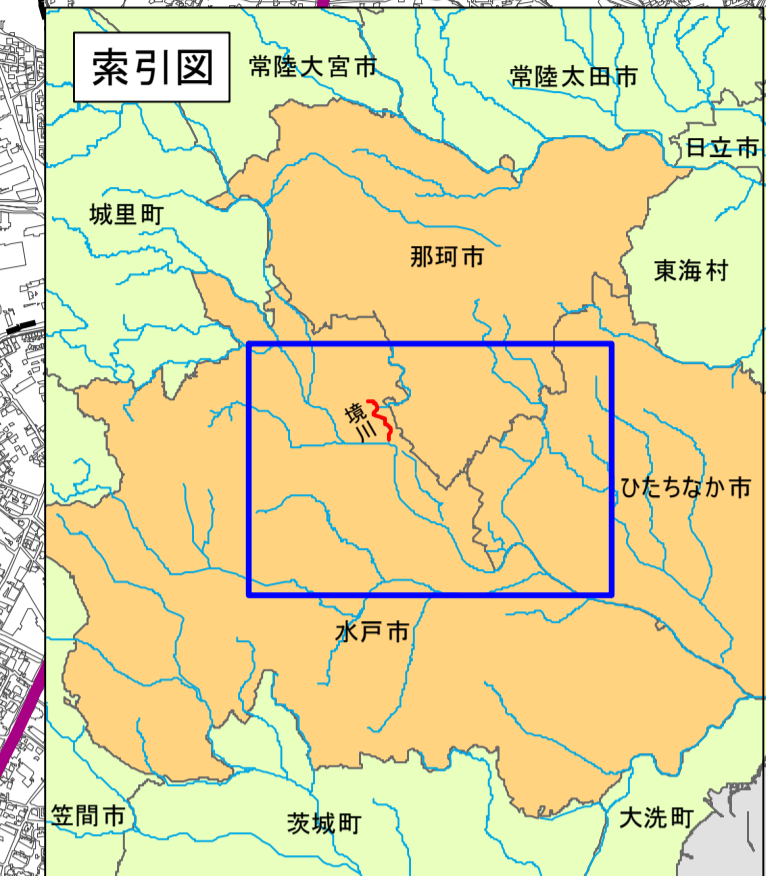 索引図
常陸大宮市
常陸太田市
日立市
城里町
那珂市
東海村
境川
ひたちなか市
水戸市
笠間市
茨城町
大洗町